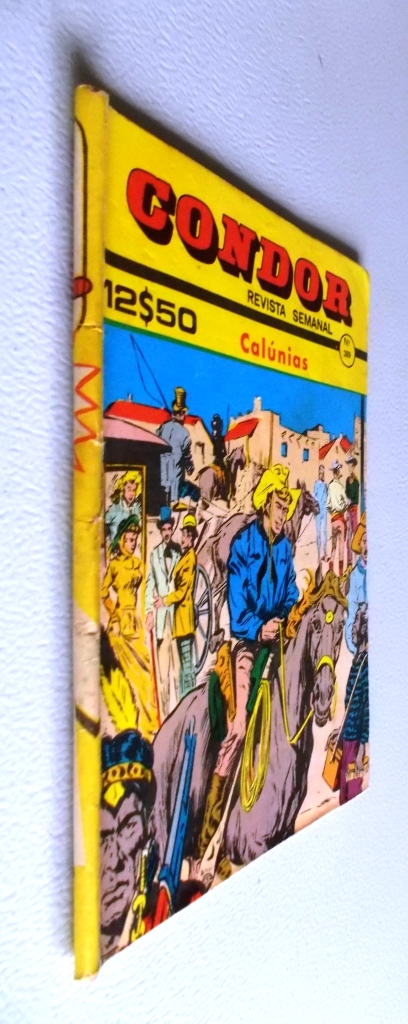 CONDOR
REVISTA SEMANAL
12$50
Calúnias